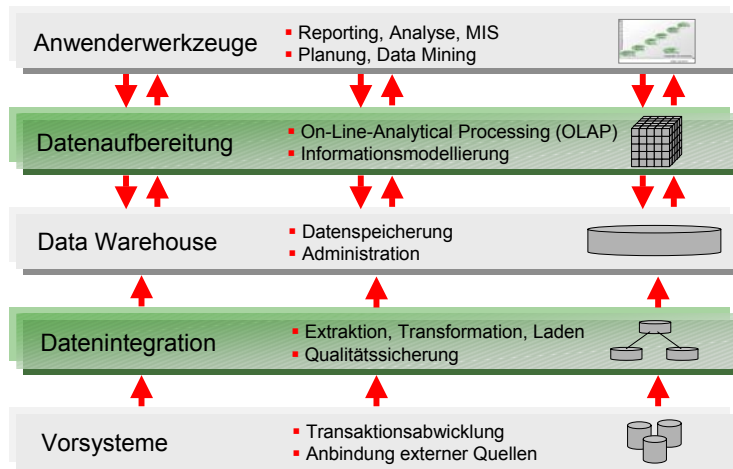 Anwenderwerkzeuge
▪ Reporting, Analyse, MIS
▪ Planung, Data Mining
Datenaufbereitung
▪ On-Line-Analytical Processing (OLAP)
▪ Informationsmodellierung
Data Warehouse
▪ Datenspeicherung
▪ Administration
Datenintegration
▪ Extraktion, Transformation, Laden
▪ Qualitätssicherung
Vorsysteme
▪ Transaktionsabwicklung
▪ Anbindung externer Quellen